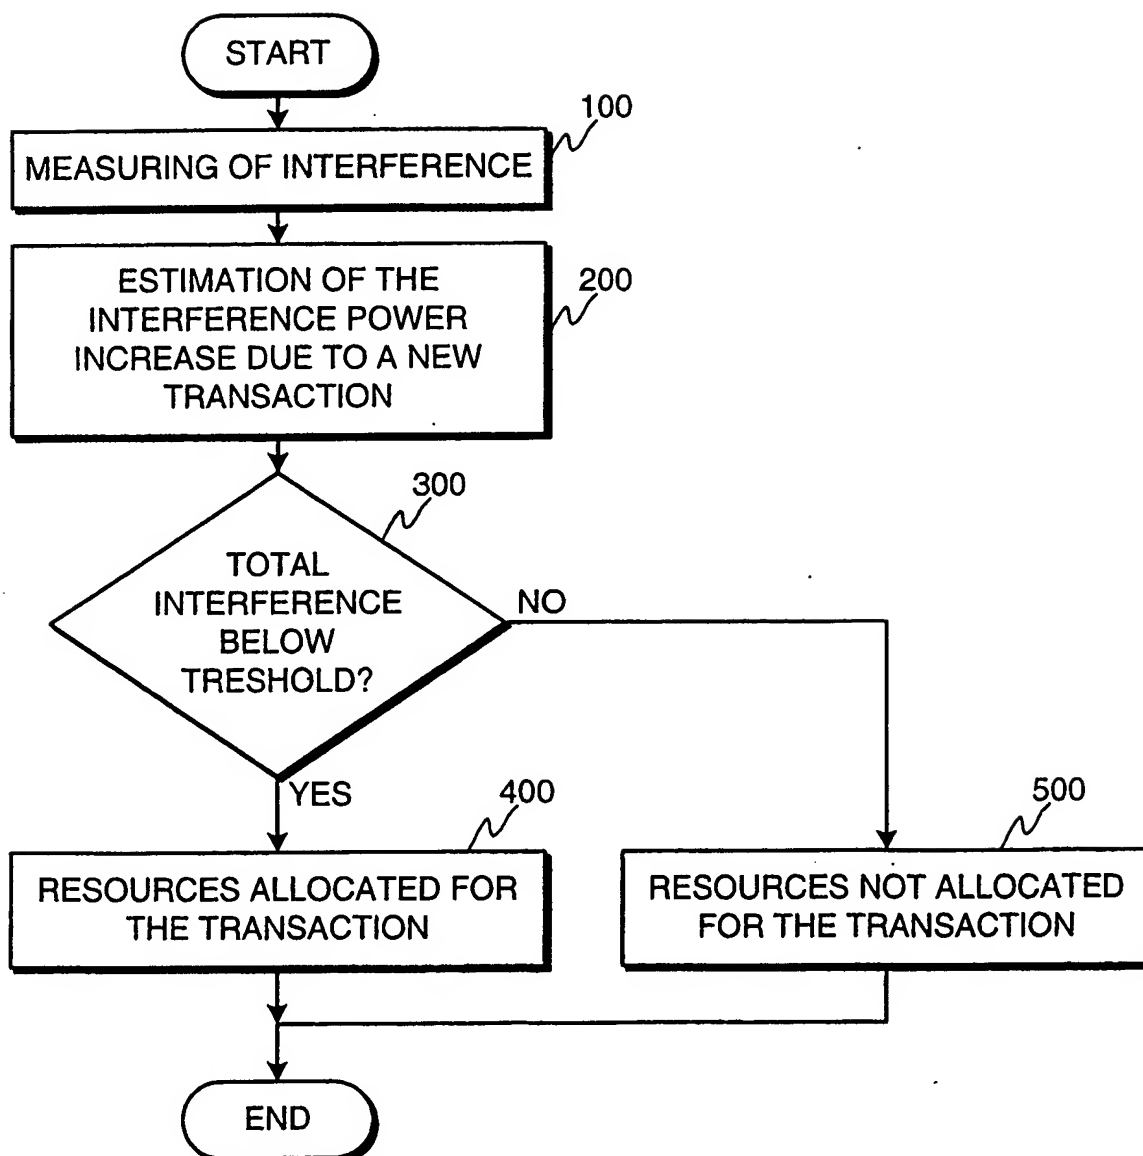 START
100
MEASURING OF INTERFERENCE
200
ESTIMATION OF THE
INTERFERENCE POWER
INCREASE DUE TO A NEW
TRANSACTION
300
TOTAL
INTERFERENCE
BELOW
TRESHOLD?
NO
YES
400
RESOURCES ALLOCATED FOR
THE TRANSACTION
500
RESOURCES NOT ALLOCATED
FOR THE TRANSACTION
END